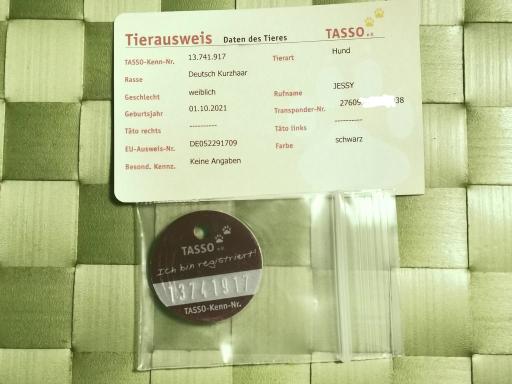 Tierausweis Daten des Tieres TASSO e.V.
TASSO-Kenn-Nr. 13.741.917 Tierart Hund
Rasse Deutsch Kurzhaar
Geschlecht weiblich Rufname JESSY
Geburtsjahr 01.10.2021 Transponder-Nr. 27609 38
Täto rechts ---------- Täto links ----------
EU-Ausweis-Nr. DE052291709 Farbe schwarz
Besond. Kennz. Keine Angaben
TASSO e.V.
Ich bin registriert!
13741917
TASSO-Kenn-Nr.